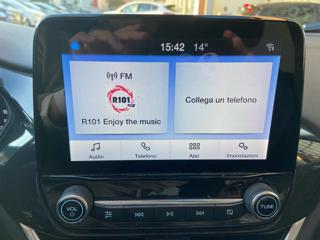 15:42 14°
FM
R101
R101 Enjoy the music
Collega un telefono
Audio Telefono App Impostazioni
VOL
TUNE